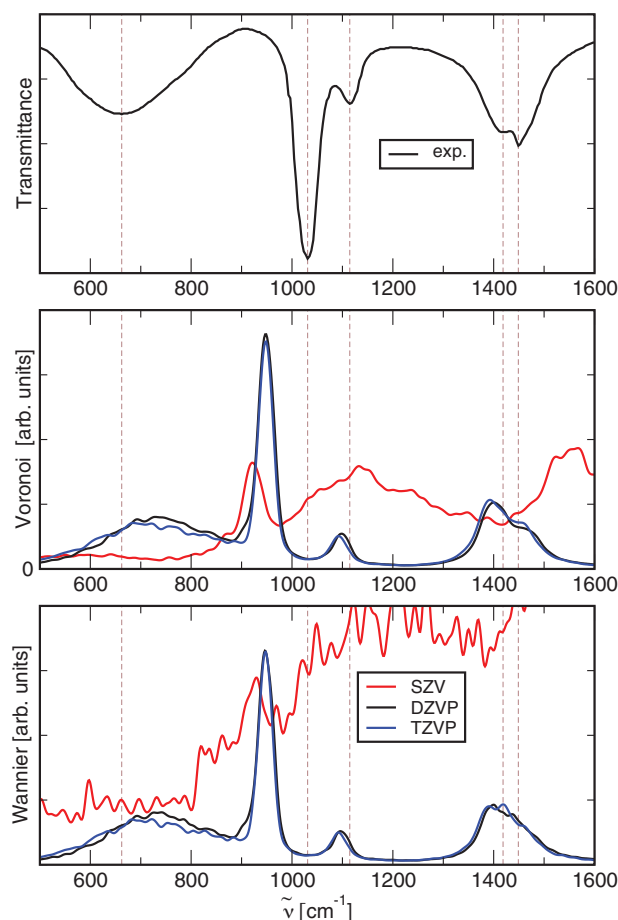 Transmittance
exp.
600 800 1000 1200 1400 1600
Voronoi [arb. units]
0
600 800 1000 1200 1400 1600
Wannier [arb. units]
SZV
DZVP
TZVP
600 800 1000 1200 1400 1600
ν̃ [cm⁻¹]